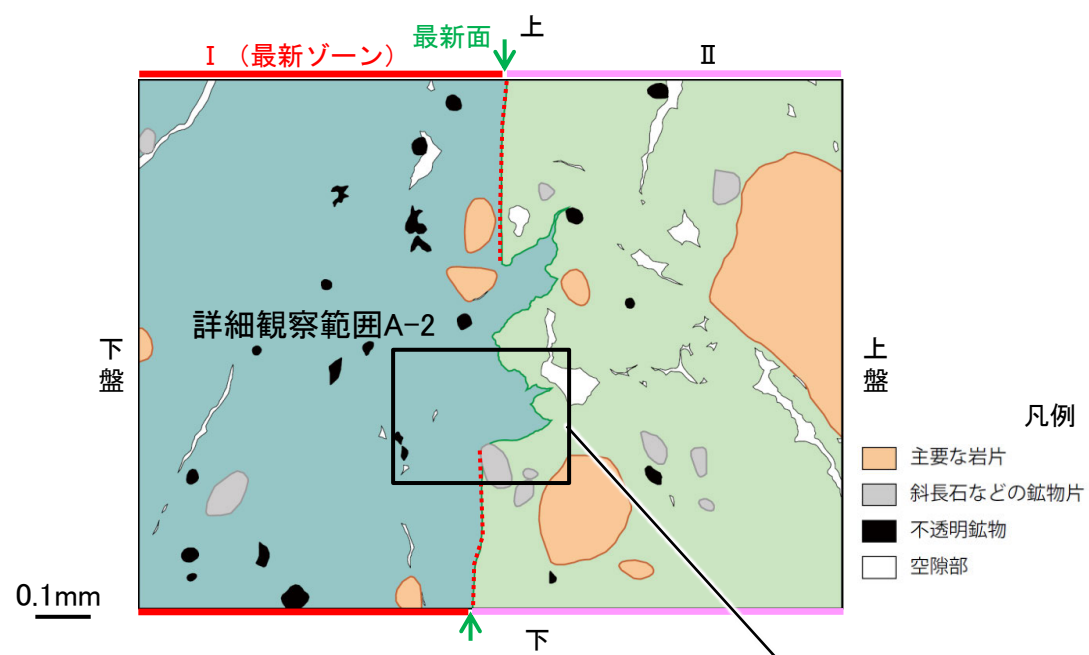 上
最新面
Ⅰ (最新ゾーン)
Ⅱ
詳細観察範囲A-2
下盤
上盤
凡例
主要な岩片
斜長石などの鉱物片
不透明鉱物
空隙部
0.1mm
下